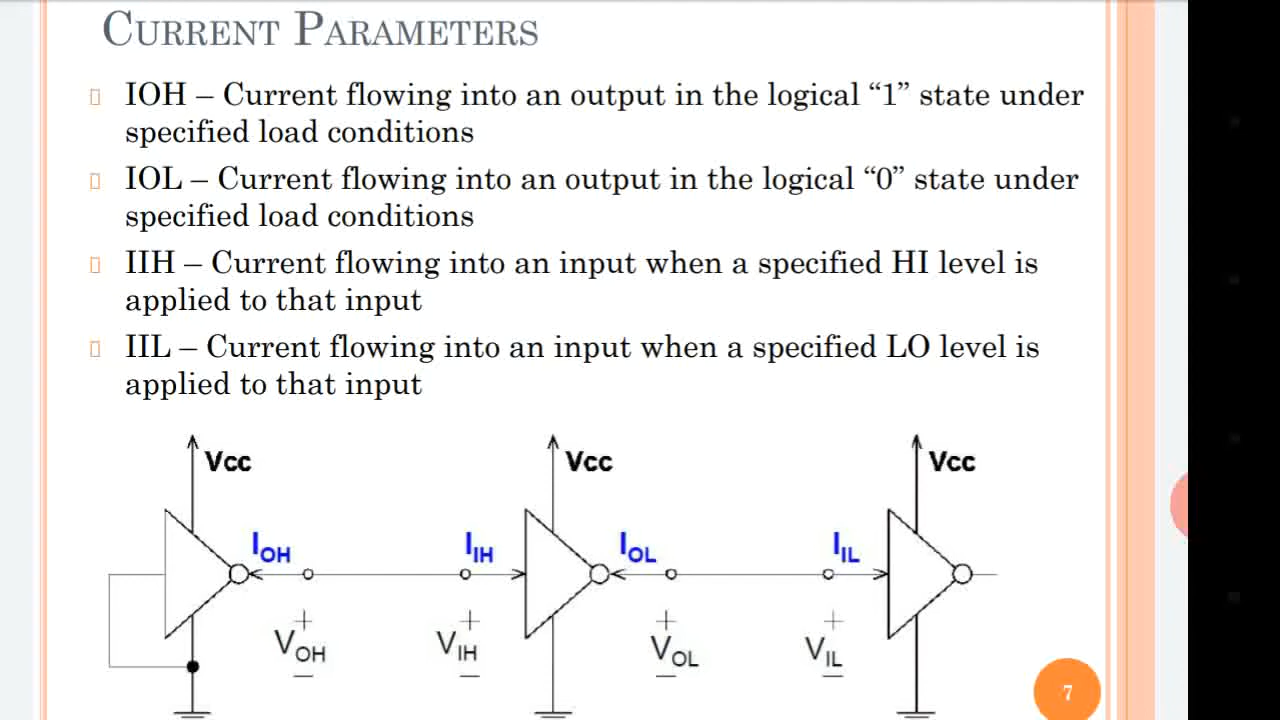 CURRENT PARAMETERS
IOH – Current flowing into an output in the logical “1” state under
specified load conditions
IOL – Current flowing into an output in the logical “0” state under
specified load conditions
IIH – Current flowing into an input when a specified HI level is
applied to that input
IIL – Current flowing into an input when a specified LO level is
applied to that input
Vcc Vcc Vcc
IOH IIH IOL IIL
+ + + +
VOH VIH VOL VIL
– – – –
7